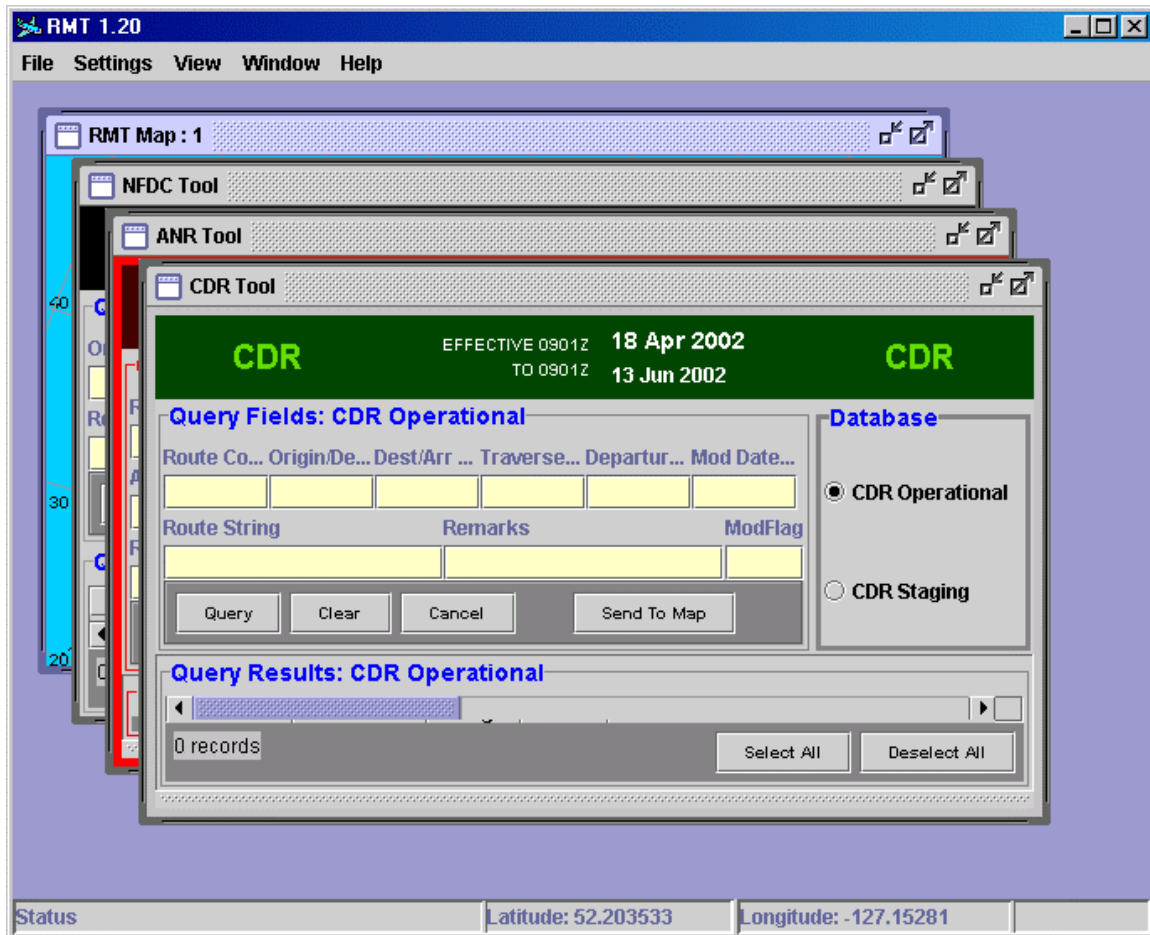 RMT 1.20
File Settings View Window Help
RMT Map : 1
NFDC Tool
ANR Tool
CDR Tool
40
30
20
CDR
EFFECTIVE 0901Z 18 Apr 2002
TO 0901Z 13 Jun 2002
CDR
Query Fields: CDR Operational
Database
Route Co... Origin/De... Dest/Arr ... Traverse... Departur... Mod Date...
CDR Operational
Route String Remarks ModFlag
CDR Staging
Query Clear Cancel Send To Map
Query Results: CDR Operational
0 records
Select All Deselect All
Status Latitude: 52.203533 Longitude: -127.15281